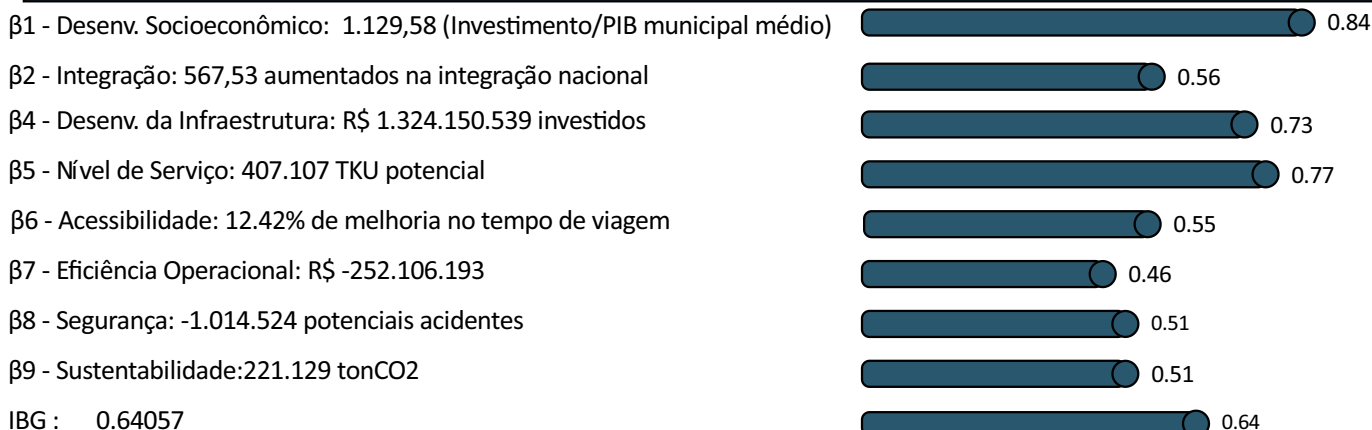 β1 - Desenv. Socioeconômico:  1.129,58 (Investimento/PIB municipal médio) 0.84
β2 - Integração: 567,53 aumentados na integração nacional 0.56
β4 - Desenv. da Infraestrutura: R$ 1.324.150.539 investidos 0.73
β5 - Nível de Serviço: 407.107 TKU potencial 0.77
β6 - Acessibilidade: 12.42% de melhoria no tempo de viagem 0.55
β7 - Eficiência Operacional: R$ -252.106.193 0.46
β8 - Segurança: -1.014.524 potenciais acidentes 0.51
β9 - Sustentabilidade:221.129 tonCO2 0.51
IBG :    0.64057 0.64